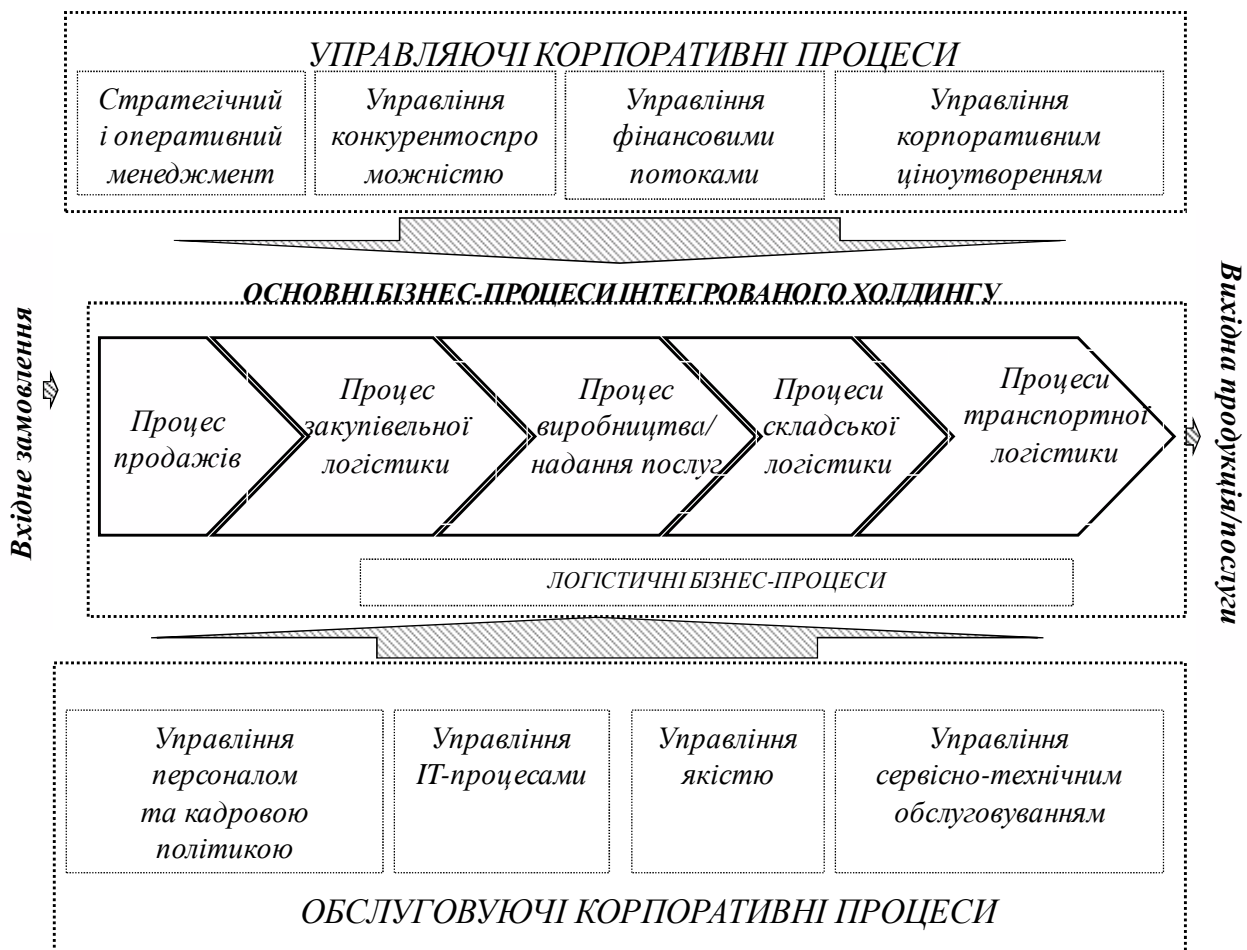 УПРАВЛЯЮЧІ КОРПОРАТИВНІ ПРОЦЕСИ
Стратегічний
і оперативний
менеджмент
Управління
конкурентоспро
можністю
Управління
фінансовими
потоками
Управління
корпоративним
ціноутворенням
Вхідне замовлення
ОСНОВНІ БІЗНЕС-ПРОЦЕСИ ІНТЕГРОВАНОГО ХОЛДИНГУ
Процес
продажів
Процес
закупівельної
логістики
Процес
виробництва/
надання послуг
Процеси
складської
логістики
Процеси
транспортної
логістики
ЛОГІСТИЧНІ БІЗНЕС-ПРОЦЕСИ
Вихідна продукція/послуги
Управління
персоналом
та кадровою
політикою
Управління
ІТ-процесами
Управління
якістю
Управління
сервісно-технічним
обслуговуванням
ОБСЛУГОВУЮЧІ КОРПОРАТИВНІ ПРОЦЕСИ